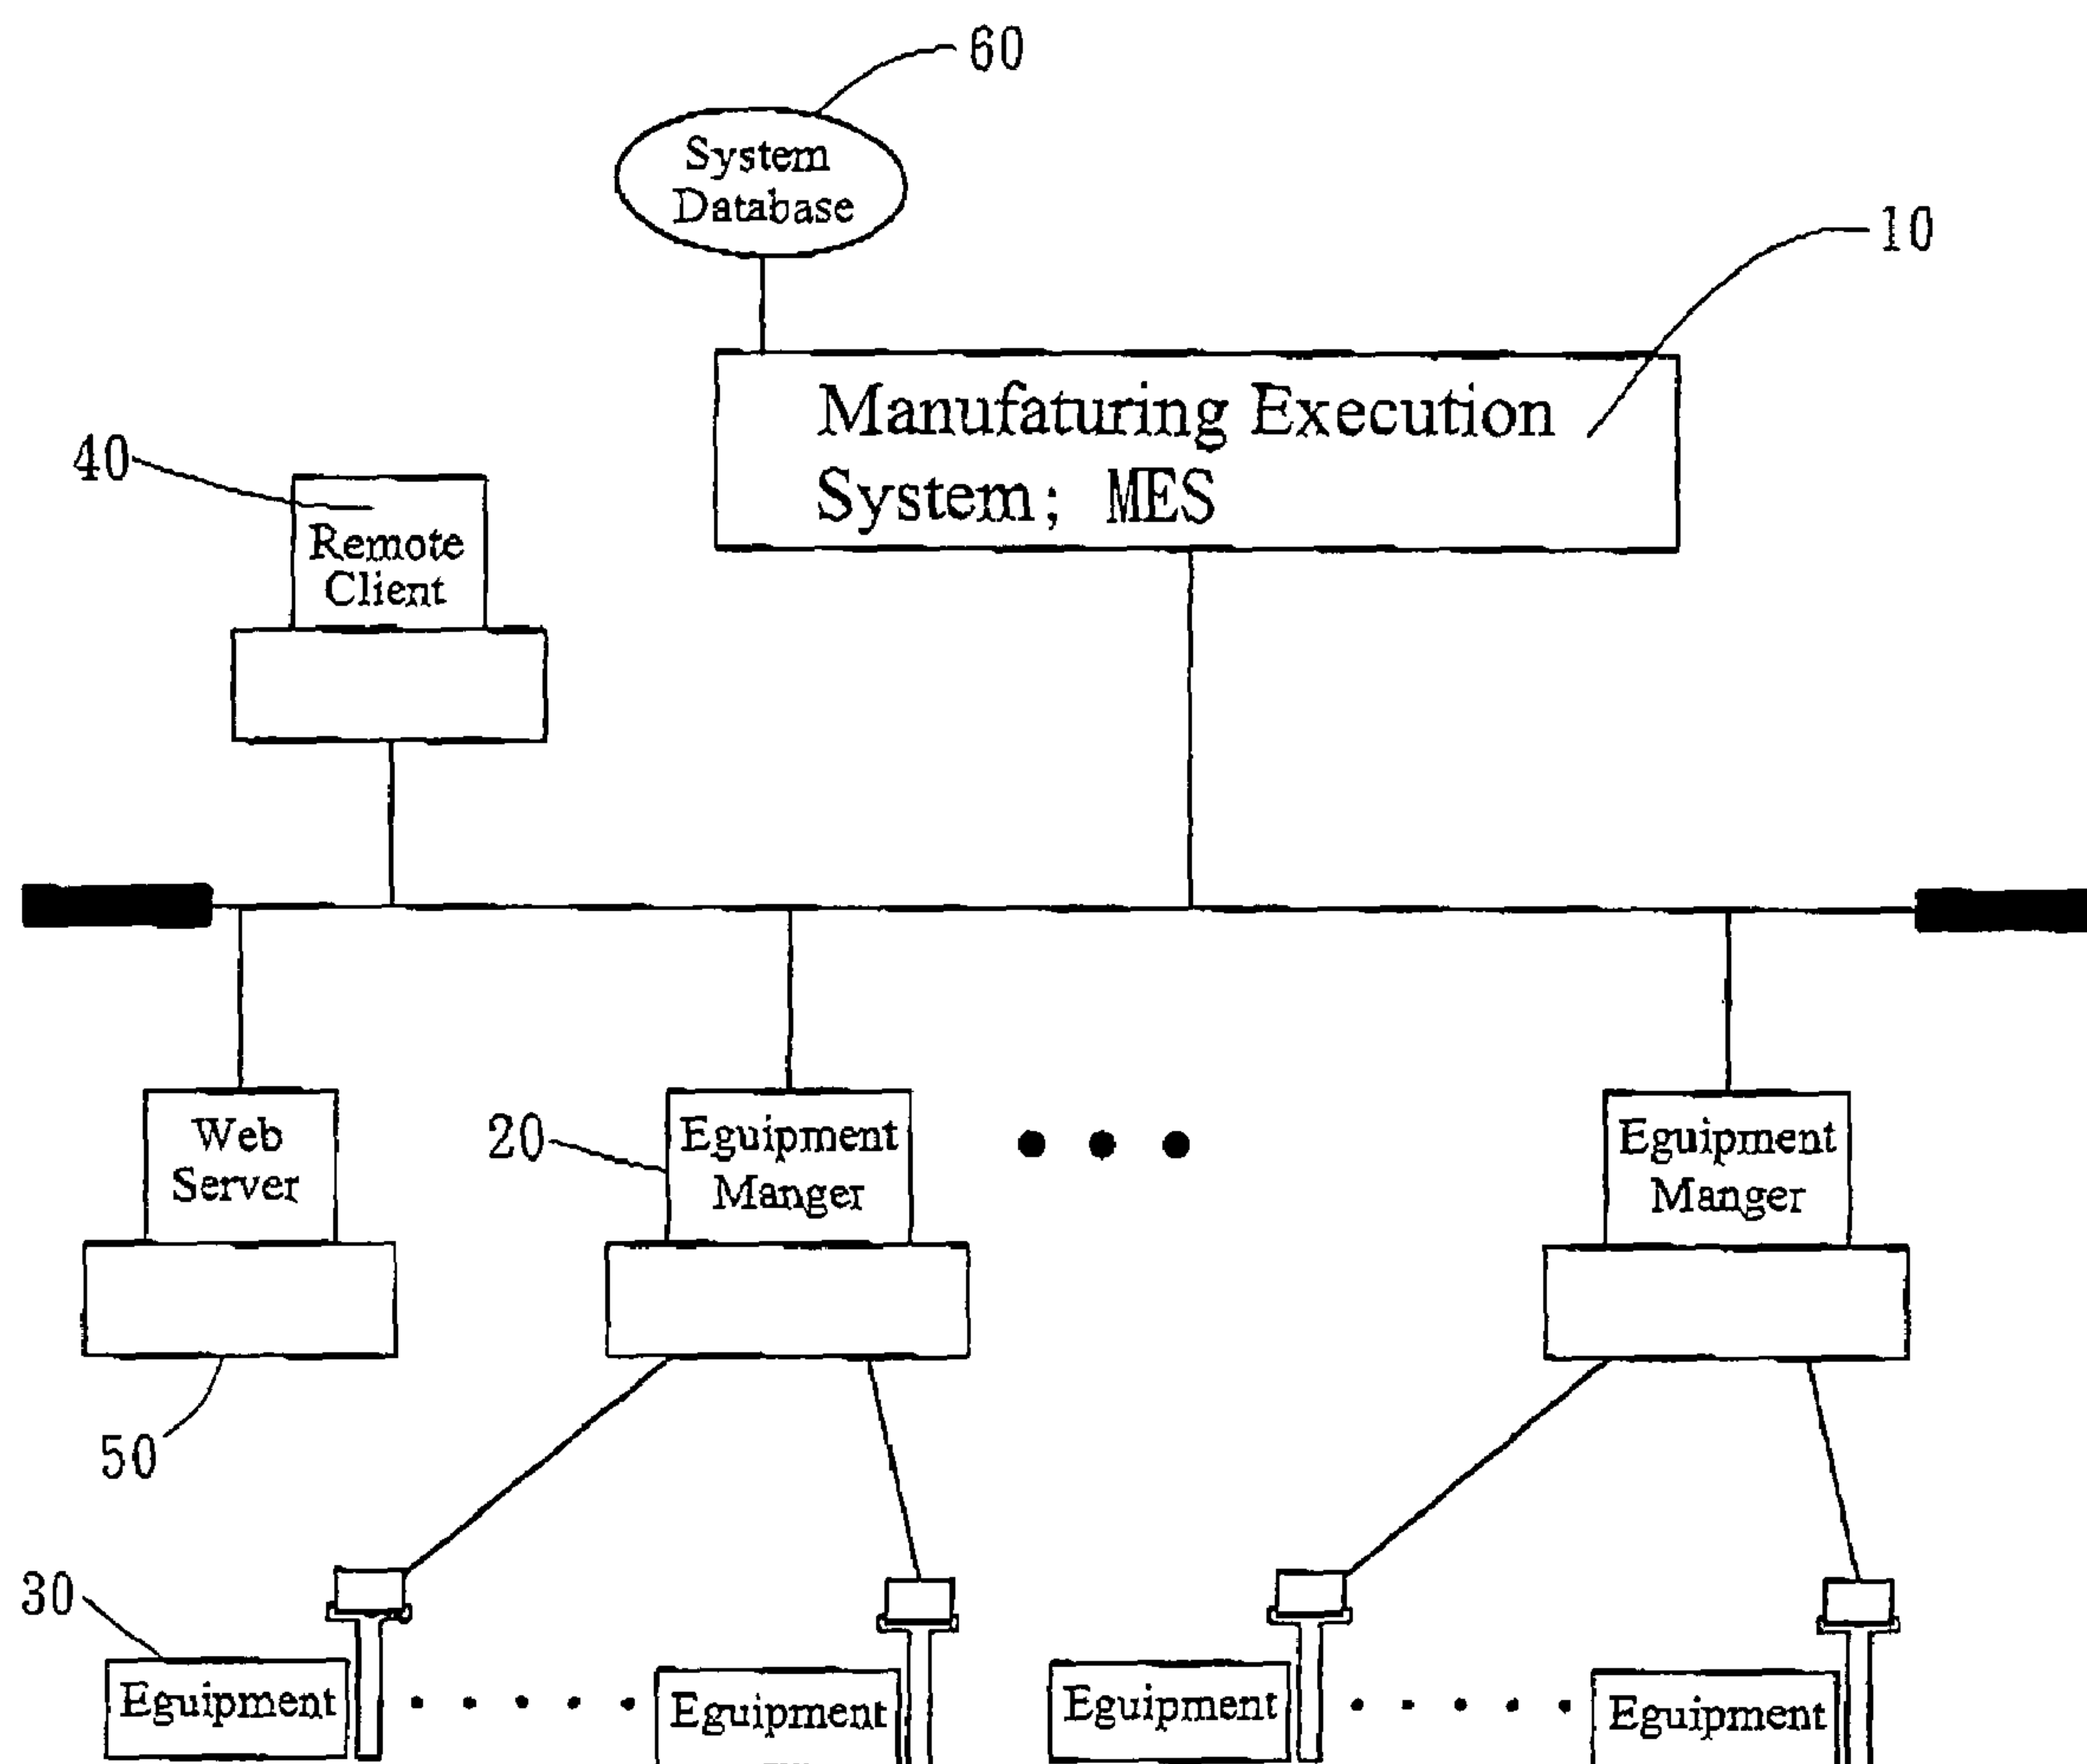 60
System
Database
10
Manufaturing Execution
System; MES
40
Remote
Client
Web
Server
20
Eguipment
Manger
Eguipment
Manger
50
30
Eguipment
Eguipment
Eguipment
Eguipment